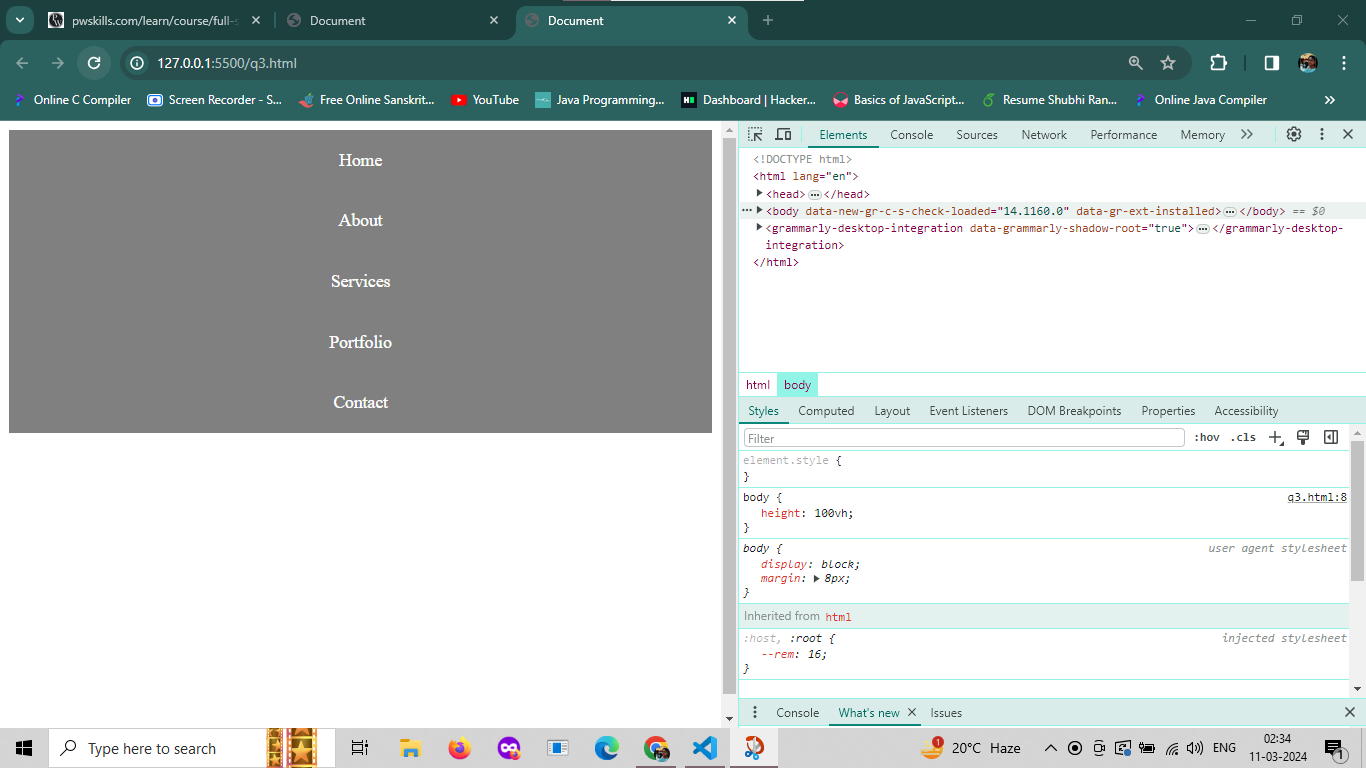 pwskills.com/learn/course/full-s
Document
Document
127.0.0.1:5500/q3.html
Online C Compiler
Screen Recorder - S...
Free Online Sanskrit...
YouTube
Java Programming...
Dashboard | Hacker...
Basics of JavaScript...
Resume Shubhi Ran...
Online Java Compiler
Home
About
Services
Portfolio
Contact
Elements Console Sources Network Performance Memory
<!DOCTYPE html>
<html lang="en">
<head> … </head>
<body data-new-gr-c-s-check-loaded="14.1160.0" data-gr-ext-installed> … </body> == $0
<grammarly-desktop-integration data-grammarly-shadow-root="true"> … </grammarly-desktop-
integration>
</html>
html body
Styles Computed Layout Event Listeners DOM Breakpoints Properties Accessibility
Filter :hov .cls
element.style {
}
body { q3.html:8
height: 100vh;
}
body { user agent stylesheet
display: block;
margin: 8px;
}
Inherited from html
:host, :root { injected stylesheet
--rem: 16;
}
Console What's new Issues
Type here to search
1
20°C Haze
ENG
02:34
11-03-2024
1